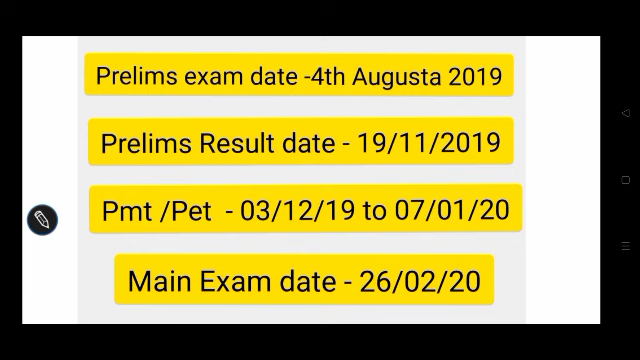 Prelims exam date -4th Augusta 2019
Prelims Result date - 19/11/2019
Pmt /Pet - 03/12/19 to 07/01/20
Main Exam date - 26/02/20